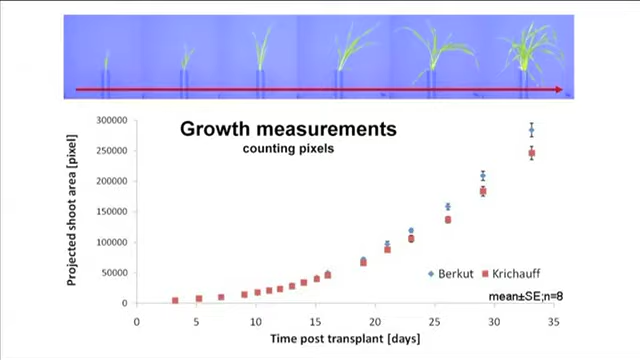 Growth measurements
counting pixels
Projected shoot area [pixel]
300000
250000
200000
150000
100000
50000
0
Berkut
Krichauff
mean±SE;n=8
0 5 10 15 20 25 30 35
Time post transplant [days]